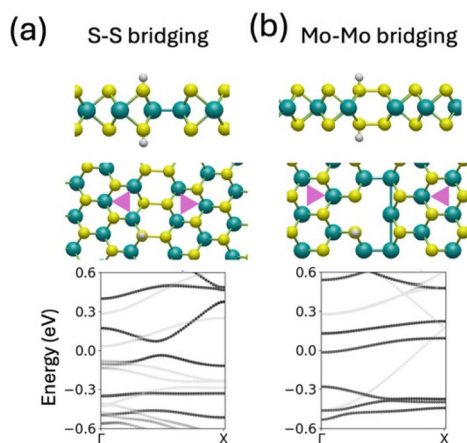 (a) S-S bridging
(b) Mo-Mo bridging
Energy (eV)
0.6
0.3
0.0
−0.3
−0.6
Γ X
0.6
0.3
0.0
−0.3
−0.6
Γ X